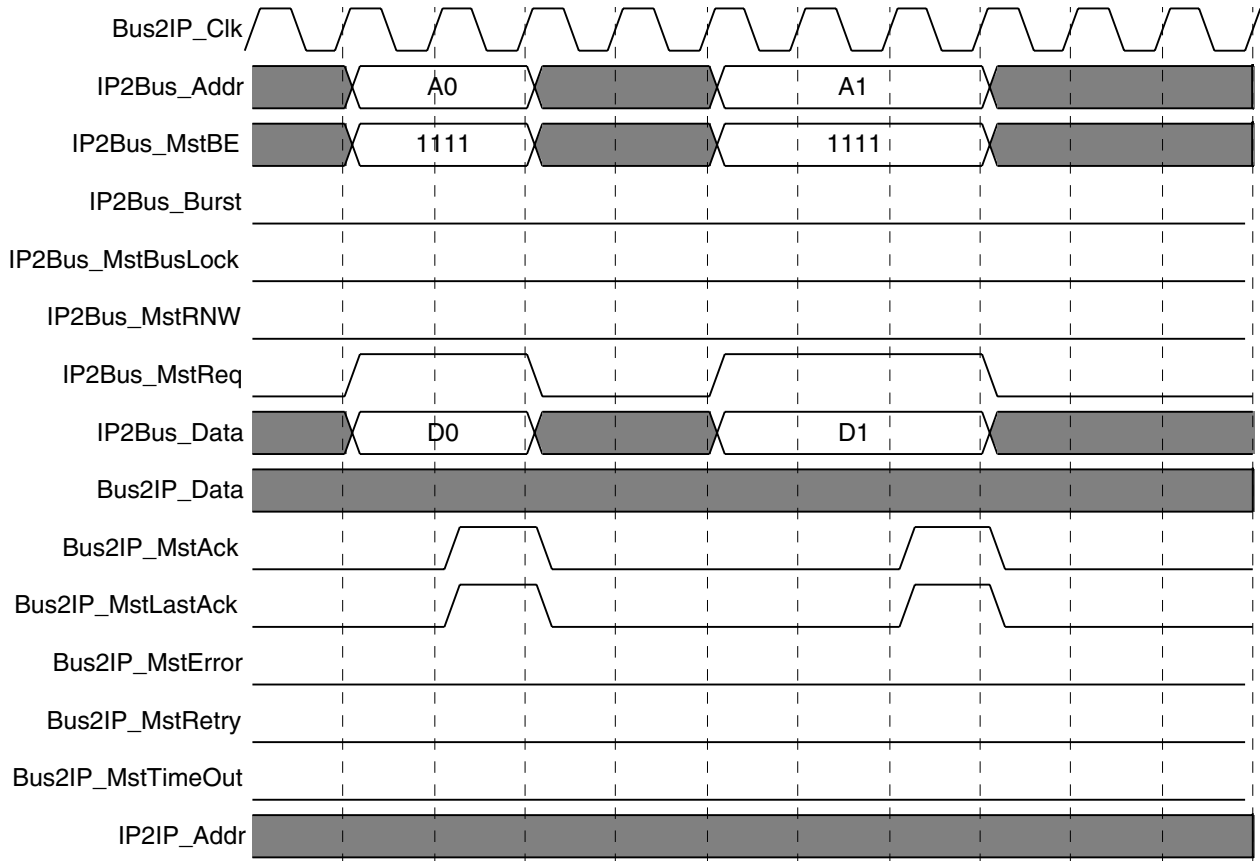 Bus2IP_Clk
IP2Bus_Addr A0 A1
IP2Bus_MstBE 1111 1111
IP2Bus_Burst
IP2Bus_MstBusLock
IP2Bus_MstRNW
IP2Bus_MstReq
IP2Bus_Data D0 D1
Bus2IP_Data
Bus2IP_MstAck
Bus2IP_MstLastAck
Bus2IP_MstError
Bus2IP_MstRetry
Bus2IP_MstTimeOut
IP2IP_Addr